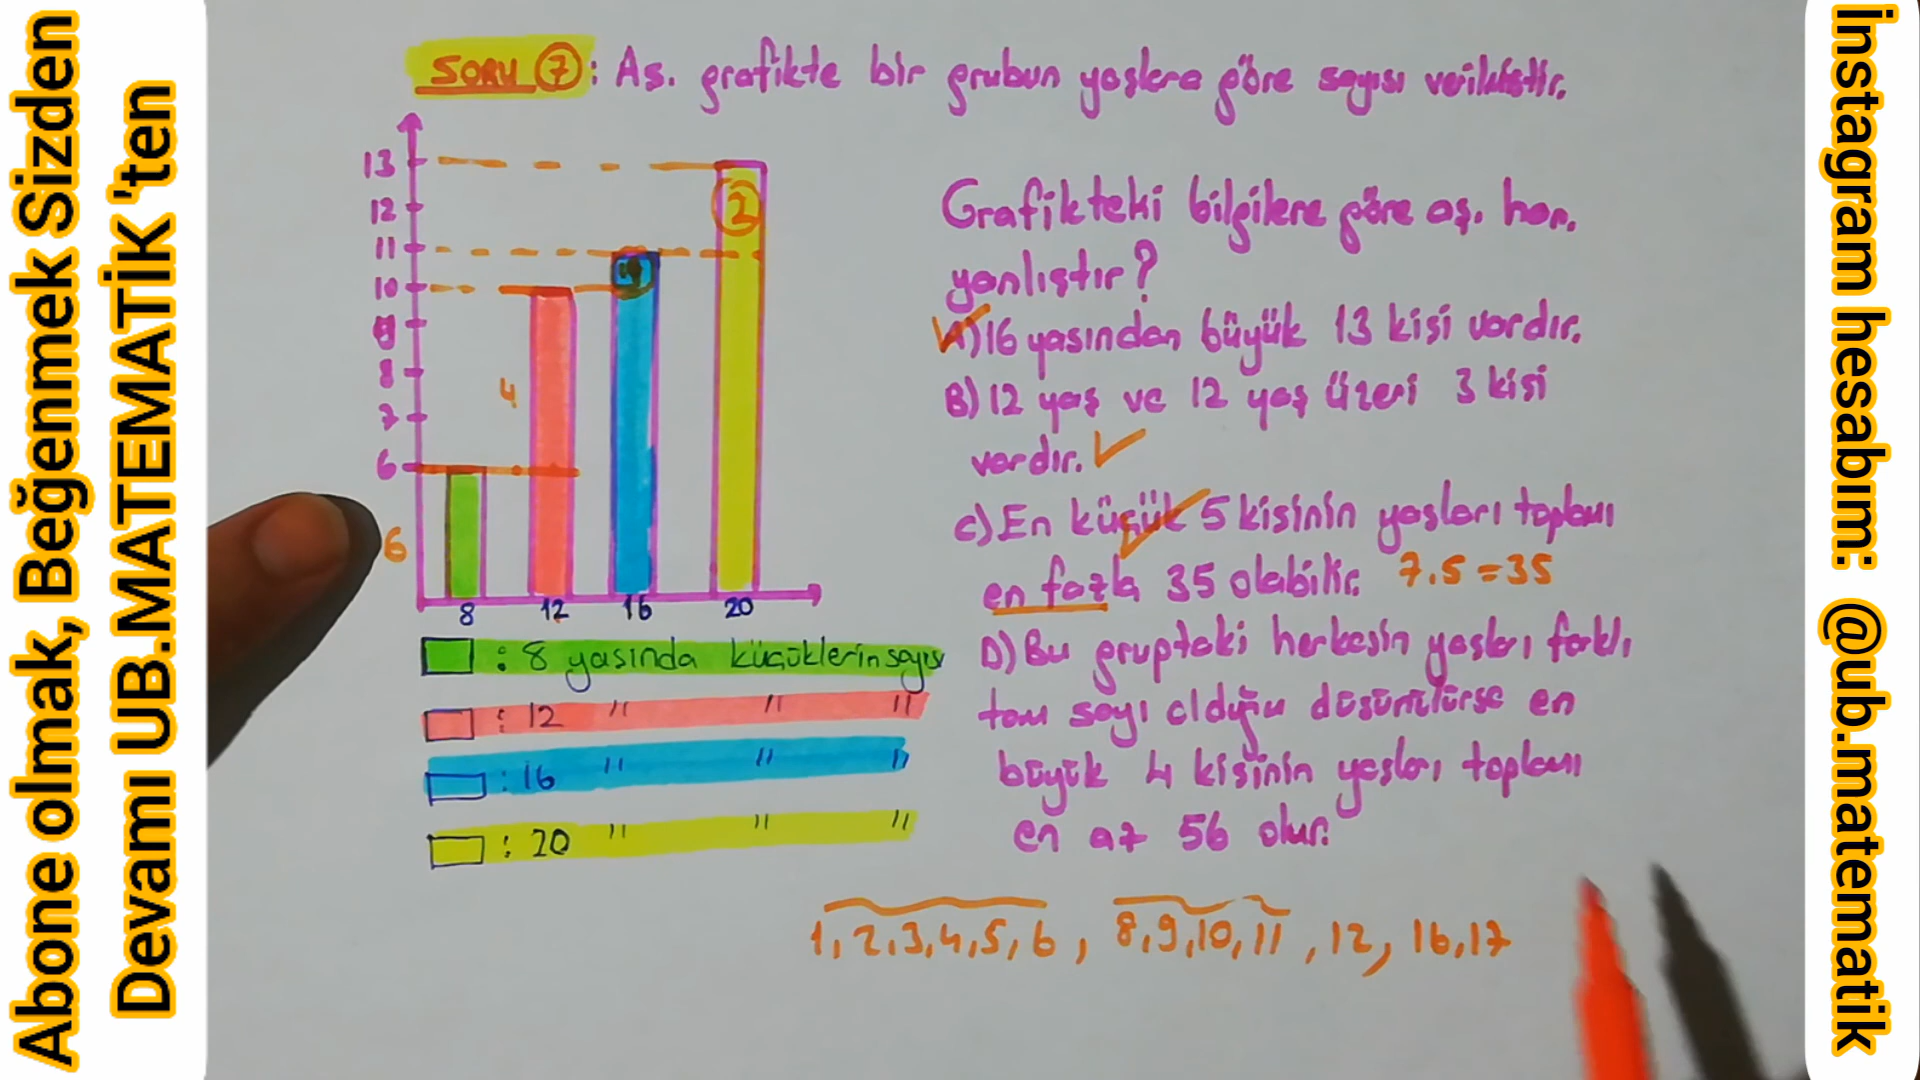 Abone olmak, Beğenmek Sizden
Devamı UB.MATEMATİK'ten
SORU 7: Aş. grafikte bir grubun yaşlara göre sayısı verilmiştir.
13
12
11
10
9
8
7
6
6
4
2
8 12 16 20
: 8 yaşında küçüklerin sayısı
: 12 " " "
: 16 " " "
: 20 " " "
Grafikteki bilgilere göre aş. han.
yanlıştır?
A) 16 yaşından büyük 13 kişi vardır.
B) 12 yaş ve 12 yaş üzeri 3 kişi
vardır.
C) En küçük 5 kişinin yaşları toplamı
en fazla 35 olabilir. 7.5=35
D) Bu gruptaki herkesin yaşları farklı
tam sayı olduğu düşünülürse en
büyük 4 kişinin yaşları toplamı
en az 56 olur.
1, 2, 3, 4, 5, 6, 8, 9, 10, 11, 12, 16, 17
İnstagram hesabım: @ub.matematik